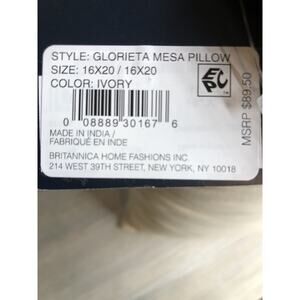 STYLE: GLORIETA MESA PILLOW
SIZE: 16X20 / 16X20
COLOR: IVORY
EPC
MSRP $89.50
0 08889 30167 6
MADE IN INDIA /
FABRIQUÉ EN INDE
BRITANNICA HOME FASHIONS INC.
214 WEST 39TH STREET, NEW YORK, NY 10018